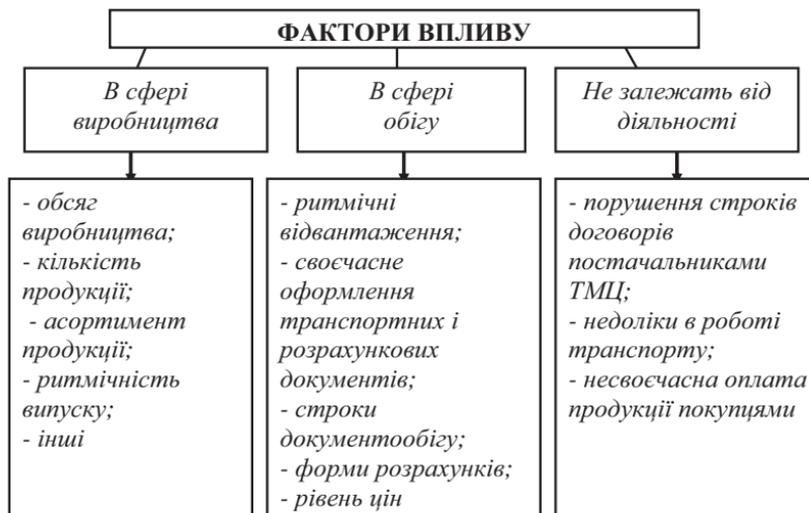 ФАКТОРИ ВПЛИВУ
В сфері
виробництва
В сфері
обігу
Не залежать від
діяльності
- обсяг
виробництва;
- кількість
продукції;
- асортимент
продукції;
- ритмічність
випуску;
- інші
- ритмічні
відвантаження;
- своєчасне
оформлення
транспортних і
розрахункових
документів;
- строки
документообігу;
- форми розрахунків;
- рівень цін
- порушення строків
договорів
постачальниками
ТМЦ;
- недоліки в роботі
транспорту;
- несвоєчасна оплата
продукції покупцями